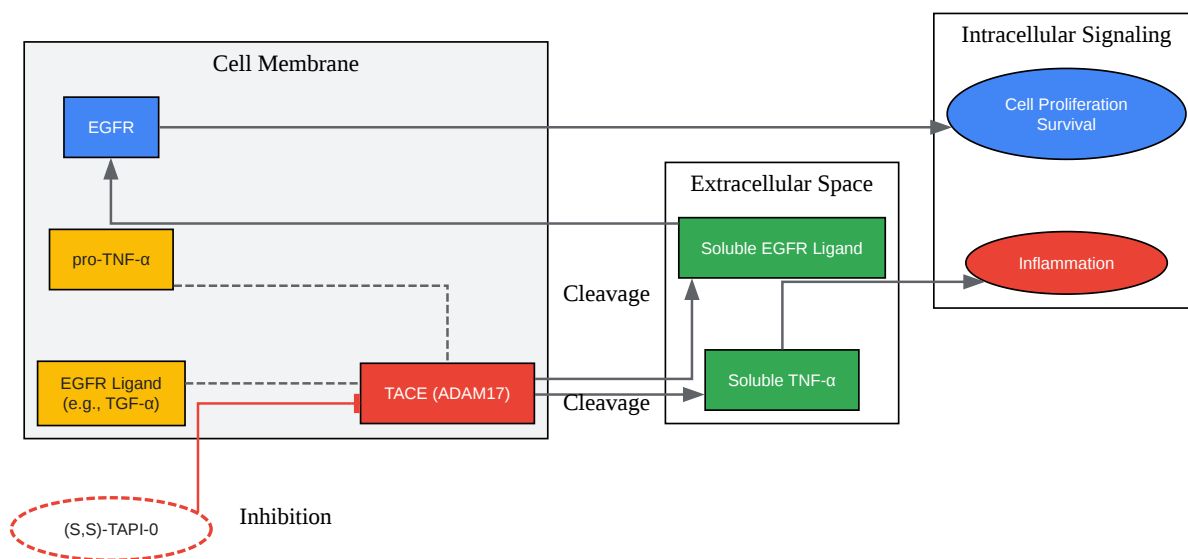 Intracellular Signaling
Cell Membrane
Cell Proliferation
Survival
EGFR
Extracellular Space
Soluble EGFR Ligand
pro-TNF-α
Inflammation
Cleavage
EGFR Ligand
(e.g., TGF-α)
TACE (ADAM17)
Cleavage
Soluble TNF-α
(S,S)-TAPI-0
Inhibition